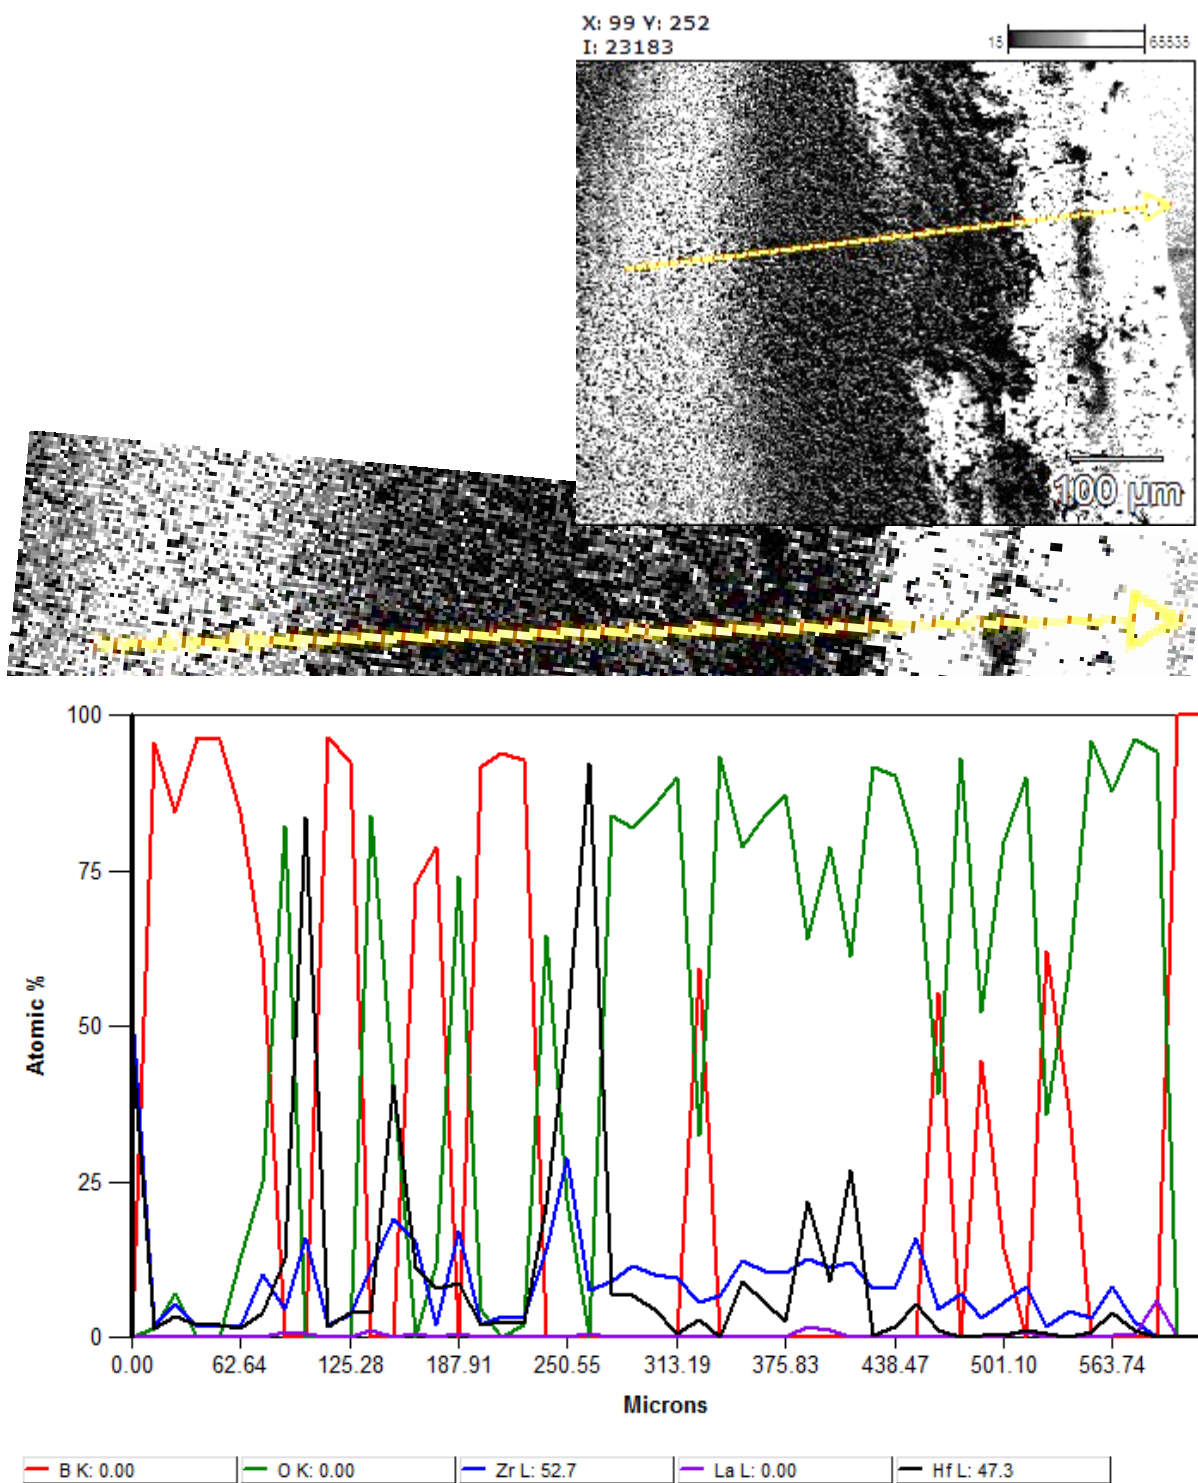 X: 99 Y: 252
I: 23183
15 65535
100 µm
100
75
50
25
0
Atomic %
0.00 62.64 125.28 187.91 250.55 313.19 375.83 438.47 501.10 563.74
Microns
B K: 0.00 O K: 0.00 Zr L: 52.7 La L: 0.00 Hf L: 47.3